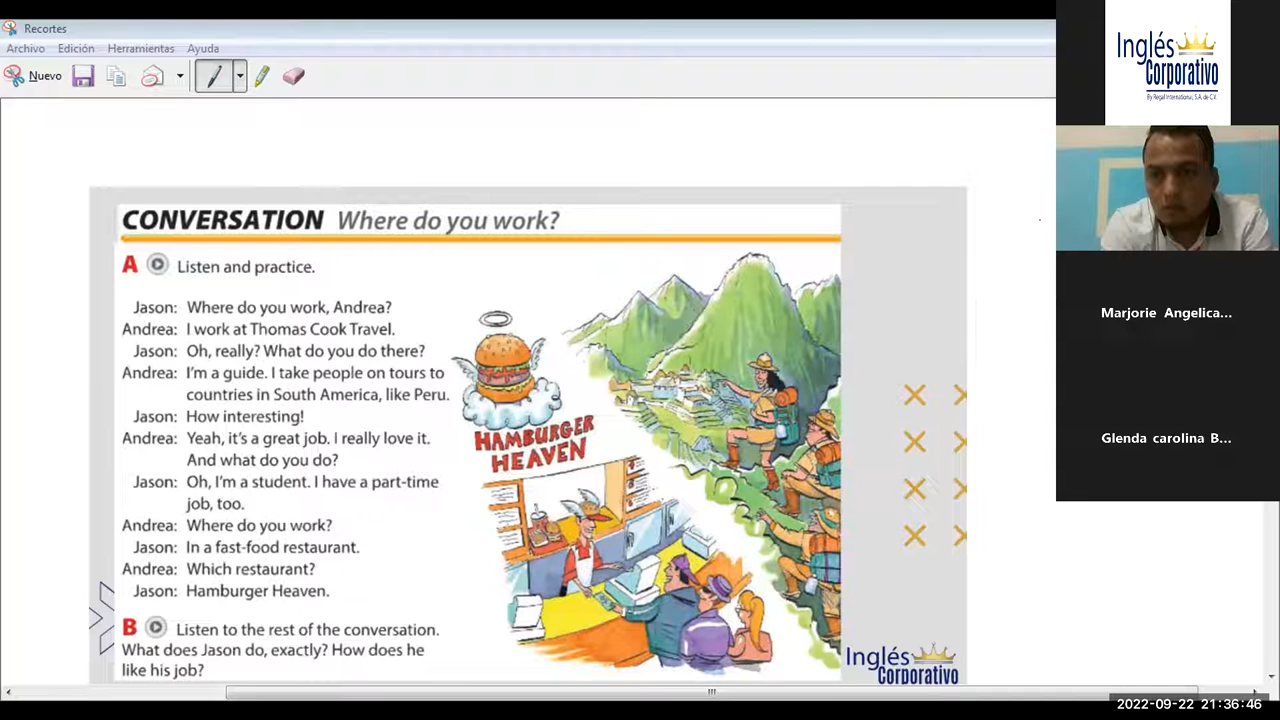 Recortes
Archivo Edición Herramientas Ayuda
Nuevo
CONVERSATION Where do you work?
A Listen and practice.
Jason: Where do you work, Andrea?
Andrea: I work at Thomas Cook Travel.
Jason: Oh, really? What do you do there?
Andrea: I'm a guide. I take people on tours to
countries in South America, like Peru.
Jason: How interesting!
Andrea: Yeah, it's a great job. I really love it.
And what do you do?
Jason: Oh, I'm a student. I have a part-time
job, too.
Andrea: Where do you work?
Jason: In a fast-food restaurant.
Andrea: Which restaurant?
Jason: Hamburger Heaven.
B Listen to the rest of the conversation.
What does Jason do, exactly? How does he
like his job?
HAMBURGER
HEAVEN
Inglés
Corporativo
Inglés
Corporativo
By Regal International, S.A. de C.V.
Marjorie Angelica...
Glenda carolina B...
2022-09-22 21:36:46